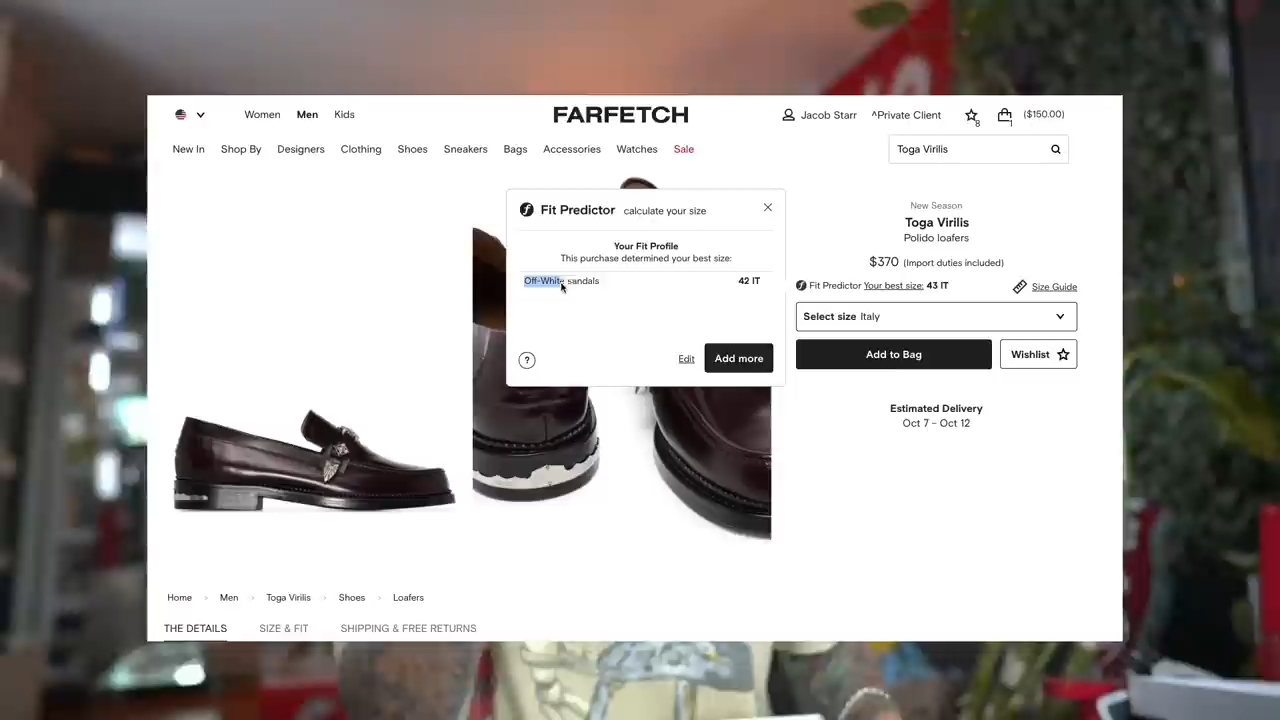 Women Men Kids
FARFETCH
Jacob Starr ^Private Client 8 1 ($150.00)
New In Shop By Designers Clothing Shoes Sneakers Bags Accessories Watches Sale
Toga Virilis
Fit Predictor calculate your size
Your Fit Profile
This purchase determined your best size:
Off-White sandals 42 IT
? Edit Add more
New Season
Toga Virilis
Polido loafers
$370 (Import duties included)
Fit Predictor Your best size: 43 IT Size Guide
Select size Italy
Add to Bag Wishlist
Estimated Delivery
Oct 7 - Oct 12
Home > Men > Toga Virilis > Shoes > Loafers
THE DETAILS SIZE & FIT SHIPPING & FREE RETURNS